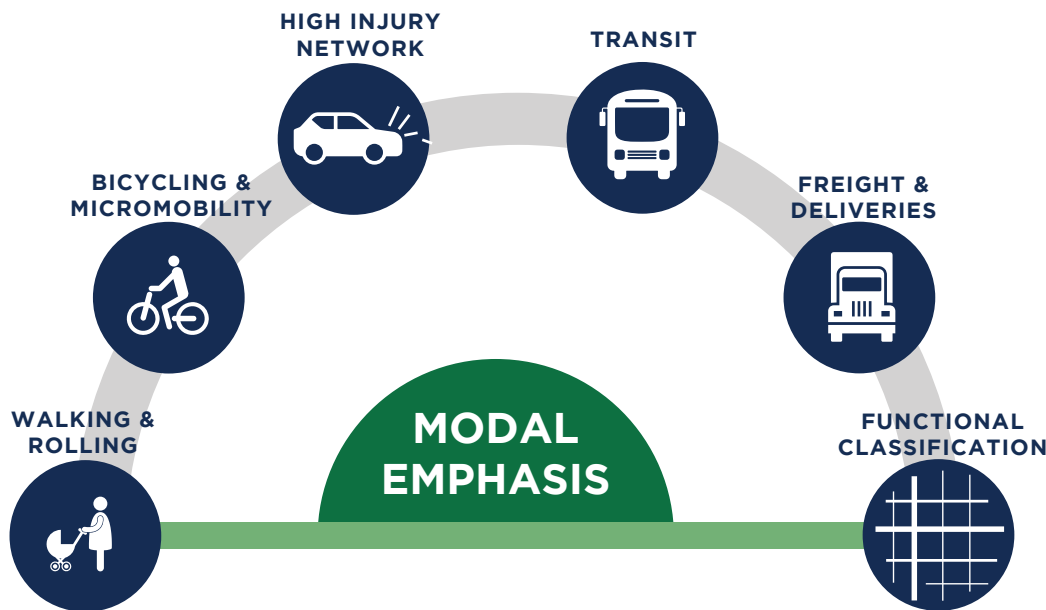 HIGH INJURY
NETWORK
TRANSIT
BICYCLING &
MICROMOBILITY
FREIGHT &
DELIVERIES
WALKING &
ROLLING
MODAL
EMPHASIS
FUNCTIONAL
CLASSIFICATION